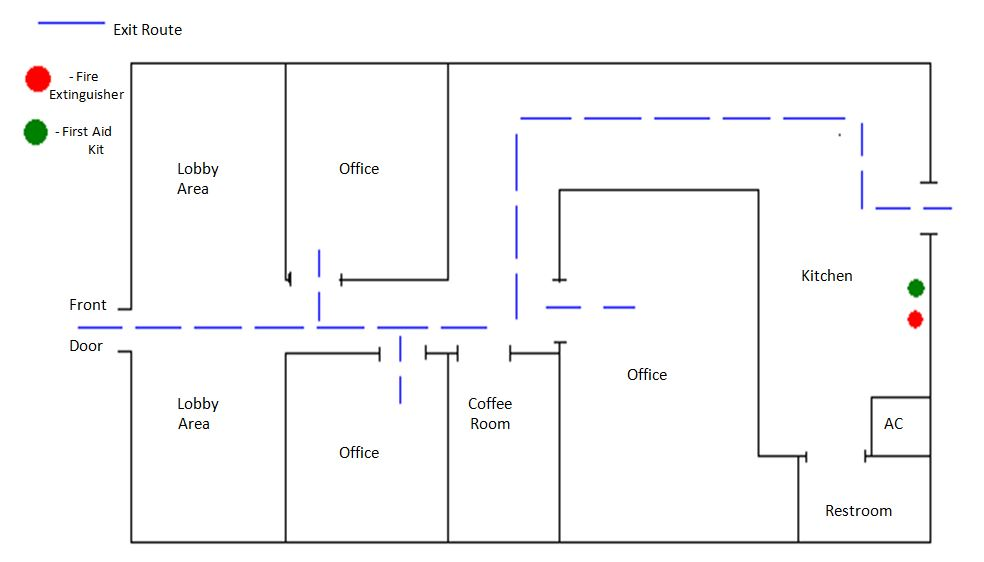 Exit Route
- Fire
Extinguisher
- First Aid
Kit
Lobby
Area
Office
Front
Door
Kitchen
Office
Lobby
Area
Office
Coffee
Room
AC
Restroom